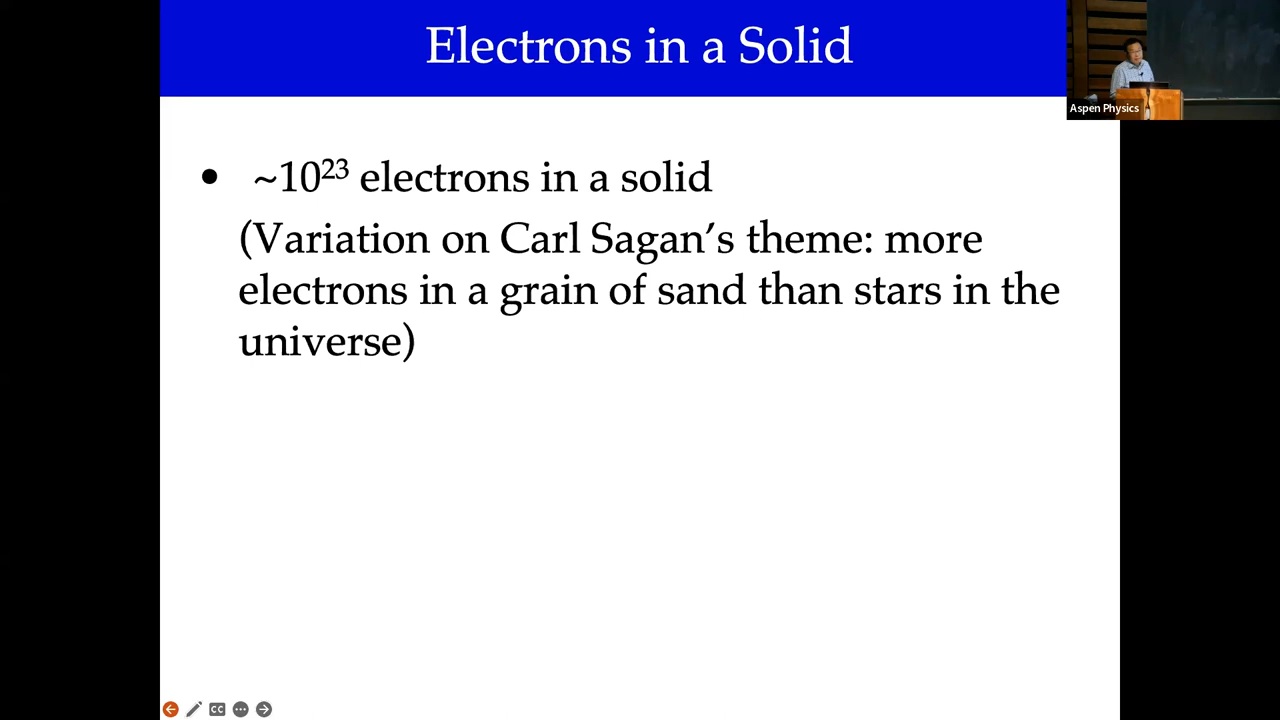 Electrons in a Solid
Aspen Physics
• ~10²³ electrons in a solid
(Variation on Carl Sagan’s theme: more
electrons in a grain of sand than stars in the
universe)
CC